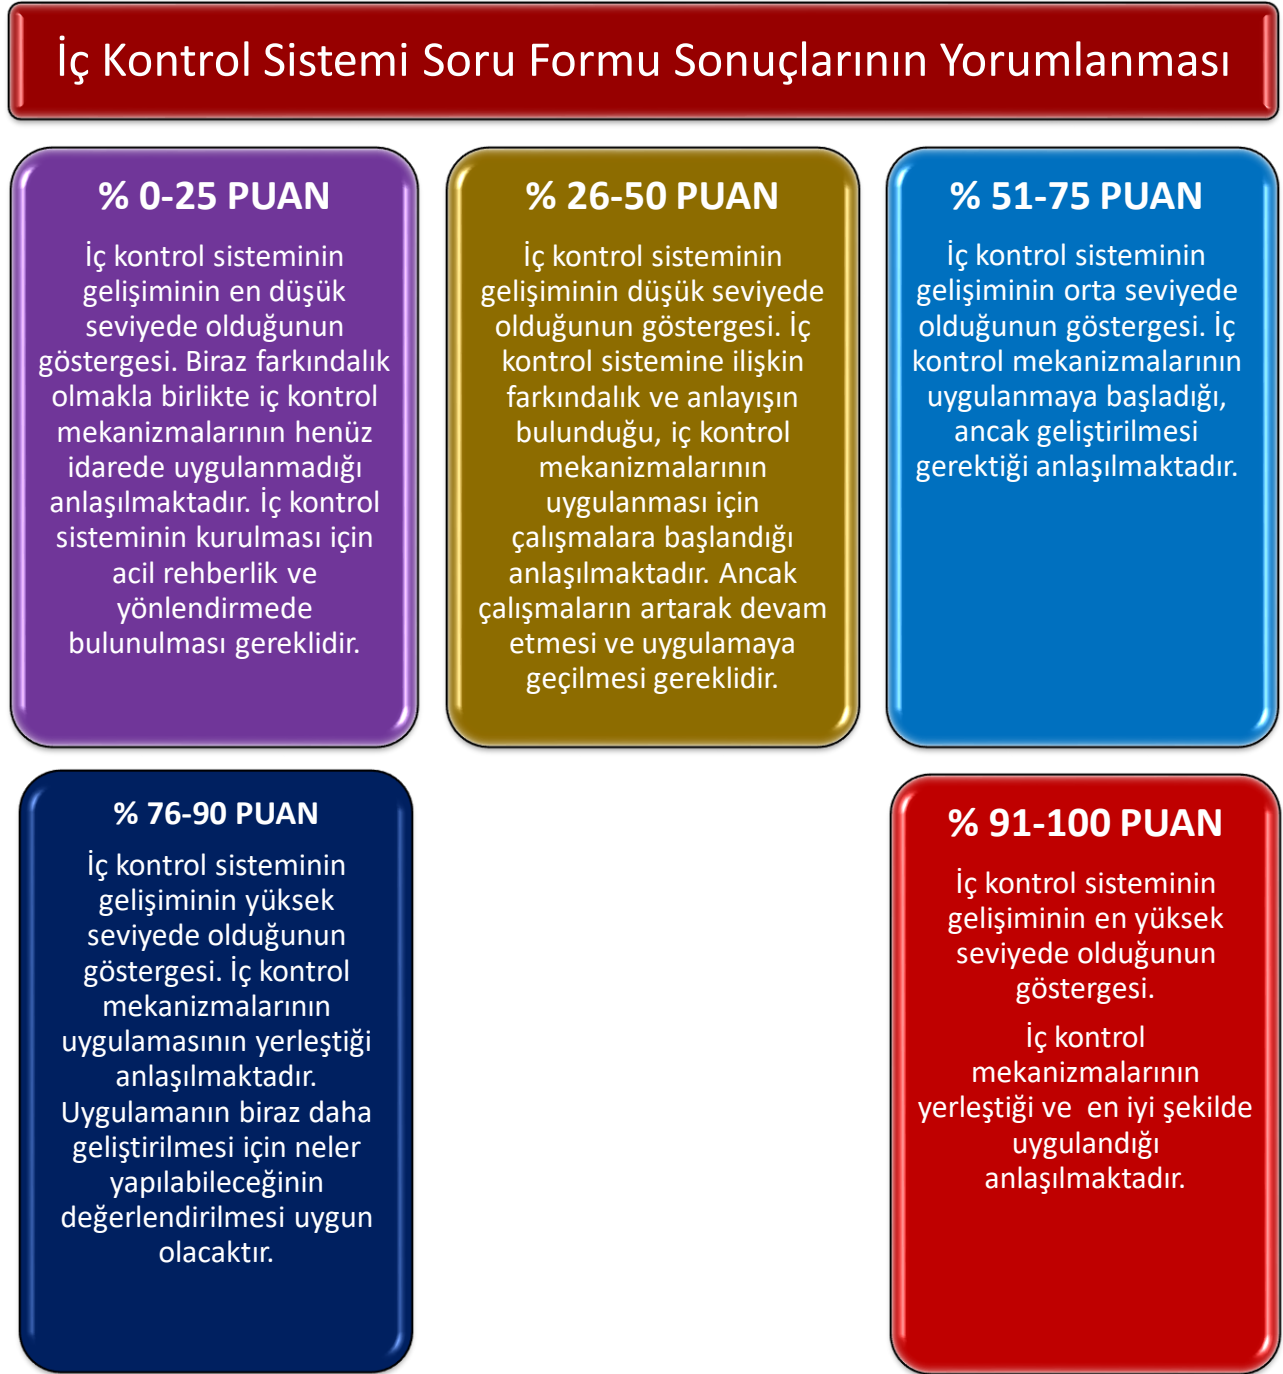 İç Kontrol Sistemi Soru Formu Sonuçlarının Yorumlanması
% 0-25 PUAN
İç kontrol sisteminin
gelişiminin en düşük
seviyede olduğunun
göstergesi. Biraz farkındalık
olmakla birlikte iç kontrol
mekanizmalarının henüz
idarede uygulanmadığı
anlaşılmaktadır. İç kontrol
sisteminin kurulması için
acil rehberlik ve
yönlendirmede
bulunulması gereklidir.
% 26-50 PUAN
İç kontrol sisteminin
gelişiminin düşük seviyede
olduğunun göstergesi. İç
kontrol sistemine ilişkin
farkındalık ve anlayışın
bulunduğu, iç kontrol
mekanizmalarının
uygulanması için
çalışmalara başlandığı
anlaşılmaktadır. Ancak
çalışmaların artarak devam
etmesi ve uygulamaya
geçilmesi gereklidir.
% 51-75 PUAN
İç kontrol sisteminin
gelişiminin orta seviyede
olduğunun göstergesi. İç
kontrol mekanizmalarının
uygulanmaya başladığı,
ancak geliştirilmesi
gerektiği anlaşılmaktadır.
% 76-90 PUAN
İç kontrol sisteminin
gelişiminin yüksek
seviyede olduğunun
göstergesi. İç kontrol
mekanizmalarının
uygulamasının yerleştiği
anlaşılmaktadır.
Uygulamanın biraz daha
geliştirilmesi için neler
yapılabileceğinin
değerlendirilmesi uygun
olacaktır.
% 91-100 PUAN
İç kontrol sisteminin
gelişiminin en yüksek
seviyede olduğunun
göstergesi.
İç kontrol
mekanizmalarının
yerleştiği ve  en iyi şekilde
uygulandığı
anlaşılmaktadır.